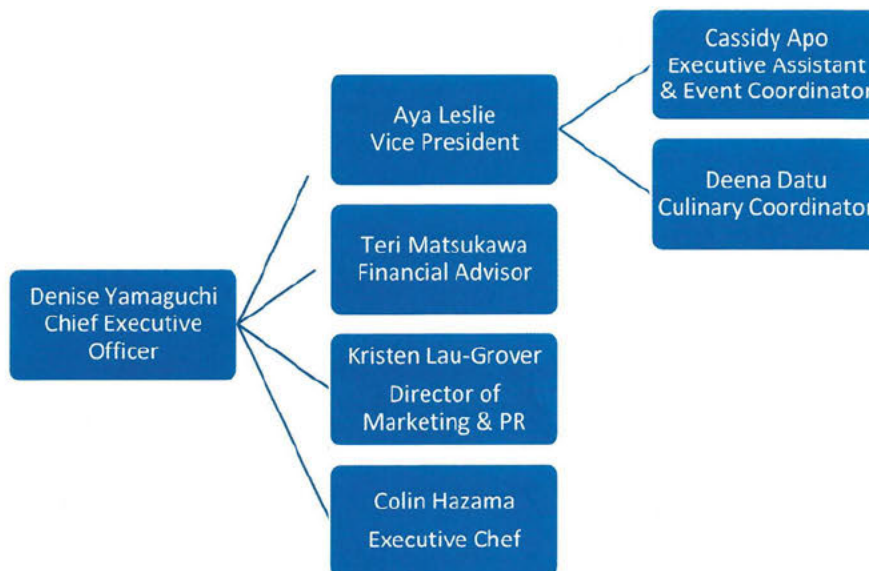 Cassidy Apo
Executive Assistant
& Event Coordinator
Aya Leslie
Vice President
Deena Datu
Culinary Coordinator
Teri Matsukawa
Financial Advisor
Denise Yamaguchi
Chief Executive
Officer
Kristen Lau-Grover
Director of
Marketing & PR
Colin Hazama
Executive Chef